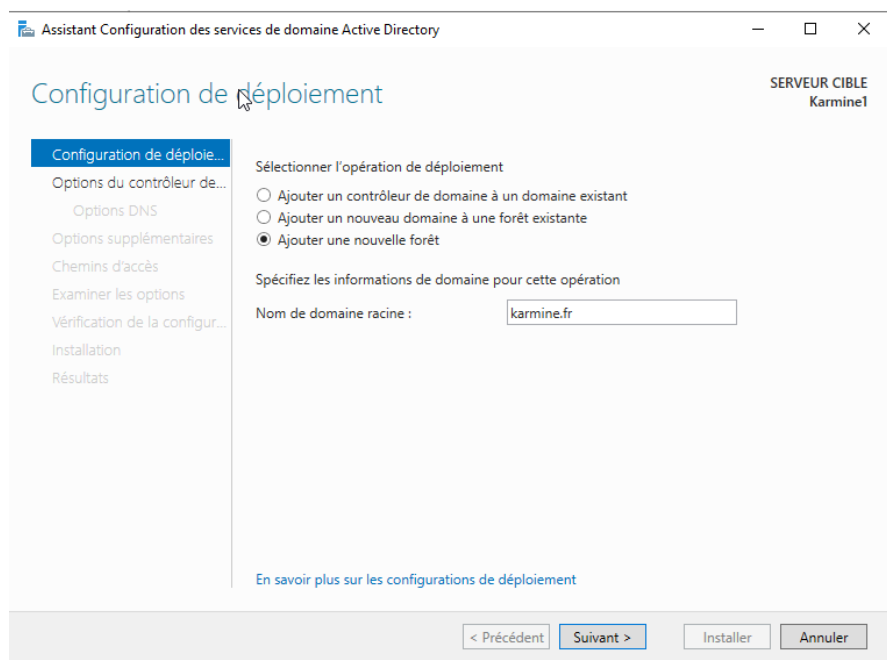 Assistant Configuration des services de domaine Active Directory
Configuration de déploiement
SERVEUR CIBLE
Karmine1
Configuration de déploie...
Options du contrôleur de...
Options DNS
Options supplémentaires
Chemins d'accès
Examiner les options
Vérification de la configur...
Installation
Résultats
Sélectionner l'opération de déploiement
Ajouter un contrôleur de domaine à un domaine existant
Ajouter un nouveau domaine à une forêt existante
Ajouter une nouvelle forêt
Spécifiez les informations de domaine pour cette opération
Nom de domaine racine : karmine.fr
En savoir plus sur les configurations de déploiement
< Précédent Suivant > Installer Annuler